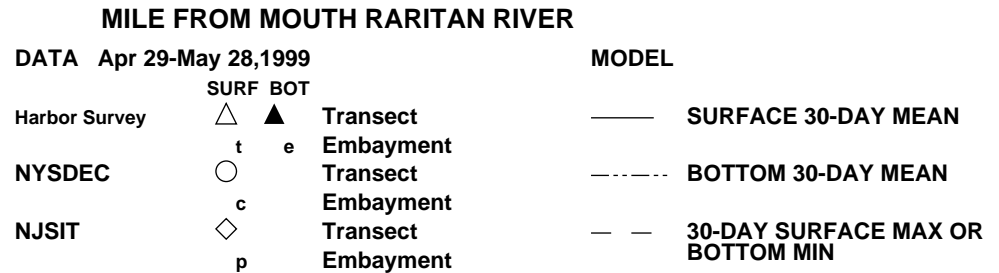 MILE FROM MOUTH RARITAN RIVER
DATA Apr 29-May 28,1999 MODEL
SURF BOT
Harbor Survey Transect SURFACE 30-DAY MEAN
t e Embayment
NYSDEC Transect BOTTOM 30-DAY MEAN
c Embayment
NJSIT Transect 30-DAY SURFACE MAX OR
p Embayment BOTTOM MIN